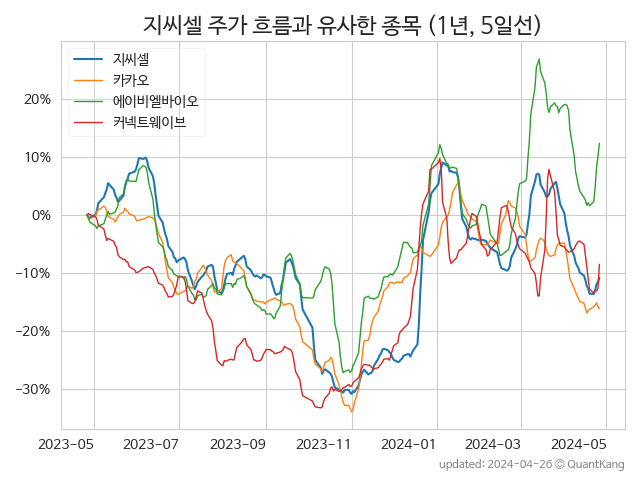 지씨셀 주가 흐름과 유사한 종목 (1년, 5일선)
지씨셀
카카오
에이비엘바이오
커넥트웨이브
20%
10%
0%
−10%
−20%
−30%
2023-05 2023-07 2023-09 2023-11 2024-01 2024-03 2024-05
updated: 2024-04-26 © QuantKang